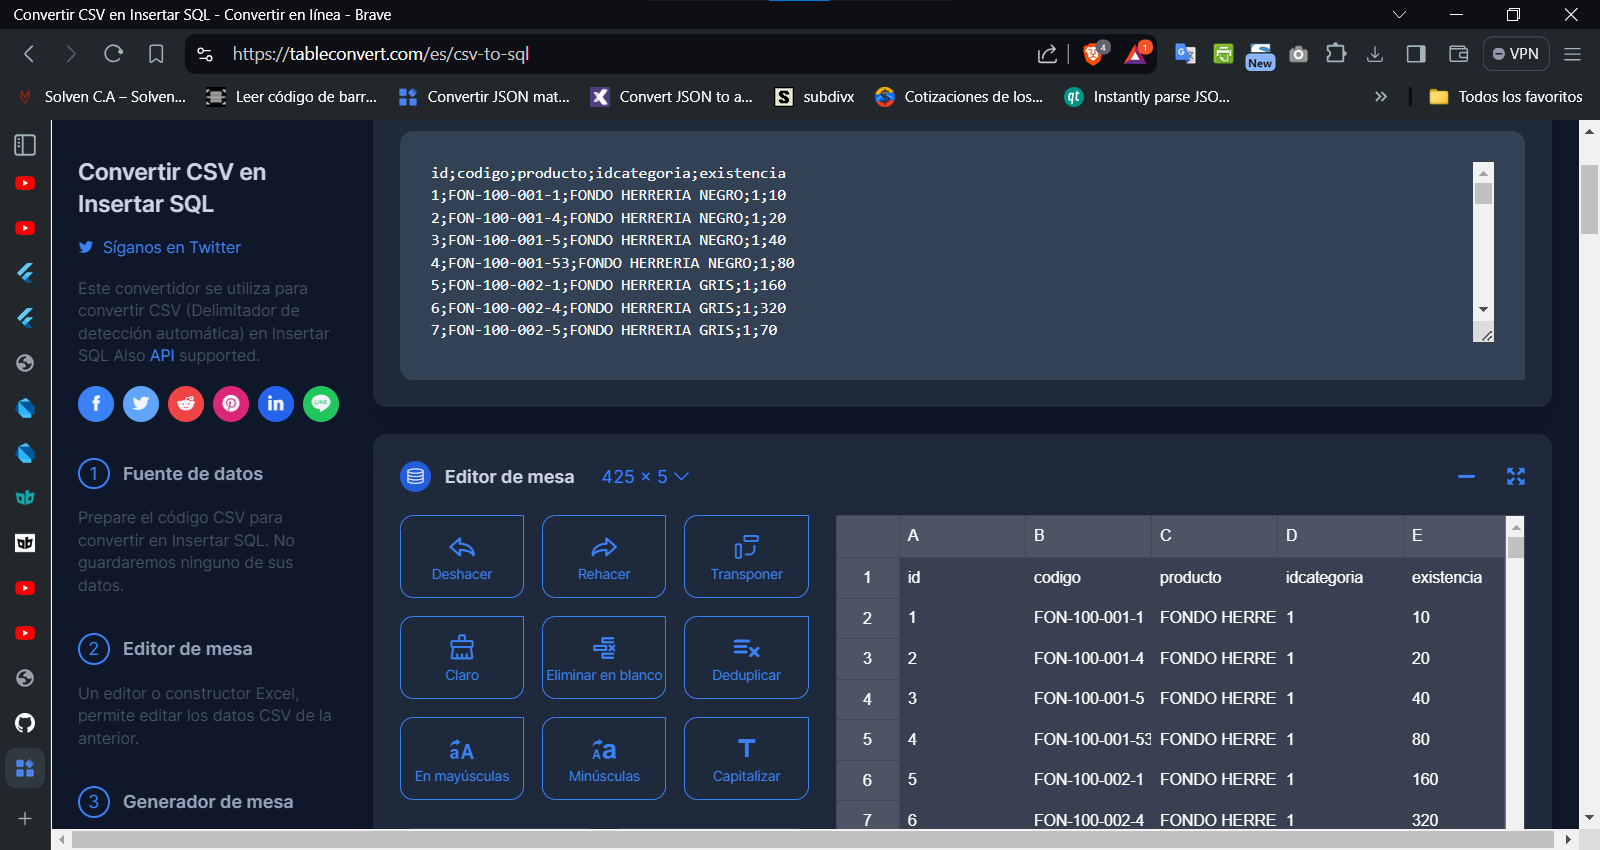 Convertir CSV en Insertar SQL - Convertir en línea - Brave
https://tableconvert.com/es/csv-to-sql
4
1
New
VPN
Solven C.A – Solven...
Leer código de barr...
Convertir JSON mat...
Convert JSON to a...
S
subdivx
Cotizaciones de los...
qt
Instantly parse JSO...
Todos los favoritos
Convertir CSV en
Insertar SQL
Síganos en Twitter
Este convertidor se utiliza para
convertir CSV (Delimitador de
detección automática) en Insertar
SQL Also API supported.
LINE
1 Fuente de datos
Prepare el código CSV para
convertir en Insertar SQL. No
guardaremos ninguno de sus
datos.
2 Editor de mesa
Un editor o constructor Excel,
permite editar los datos CSV de la
anterior.
3 Generador de mesa
id;codigo;producto;idcategoria;existencia
1;FON-100-001-1;FONDO HERRERIA NEGRO;1;10
2;FON-100-001-4;FONDO HERRERIA NEGRO;1;20
3;FON-100-001-5;FONDO HERRERIA NEGRO;1;40
4;FON-100-001-53;FONDO HERRERIA NEGRO;1;80
5;FON-100-002-1;FONDO HERRERIA GRIS;1;160
6;FON-100-002-4;FONDO HERRERIA GRIS;1;320
7;FON-100-002-5;FONDO HERRERIA GRIS;1;70
Editor de mesa 425 × 5
Deshacer
Rehacer
Transponer
Claro
Eliminar en blanco
Deduplicar
En mayúsculas
Minúsculas
Capitalizar
A B C D E
1 id codigo producto idcategoria existencia
2 1 FON-100-001-1 FONDO HERRE 1 10
3 2 FON-100-001-4 FONDO HERRE 1 20
4 3 FON-100-001-5 FONDO HERRE 1 40
5 4 FON-100-001-53 FONDO HERRE 1 80
6 5 FON-100-002-1 FONDO HERRE 1 160
7 6 FON-100-002-4 FONDO HERRE 1 320